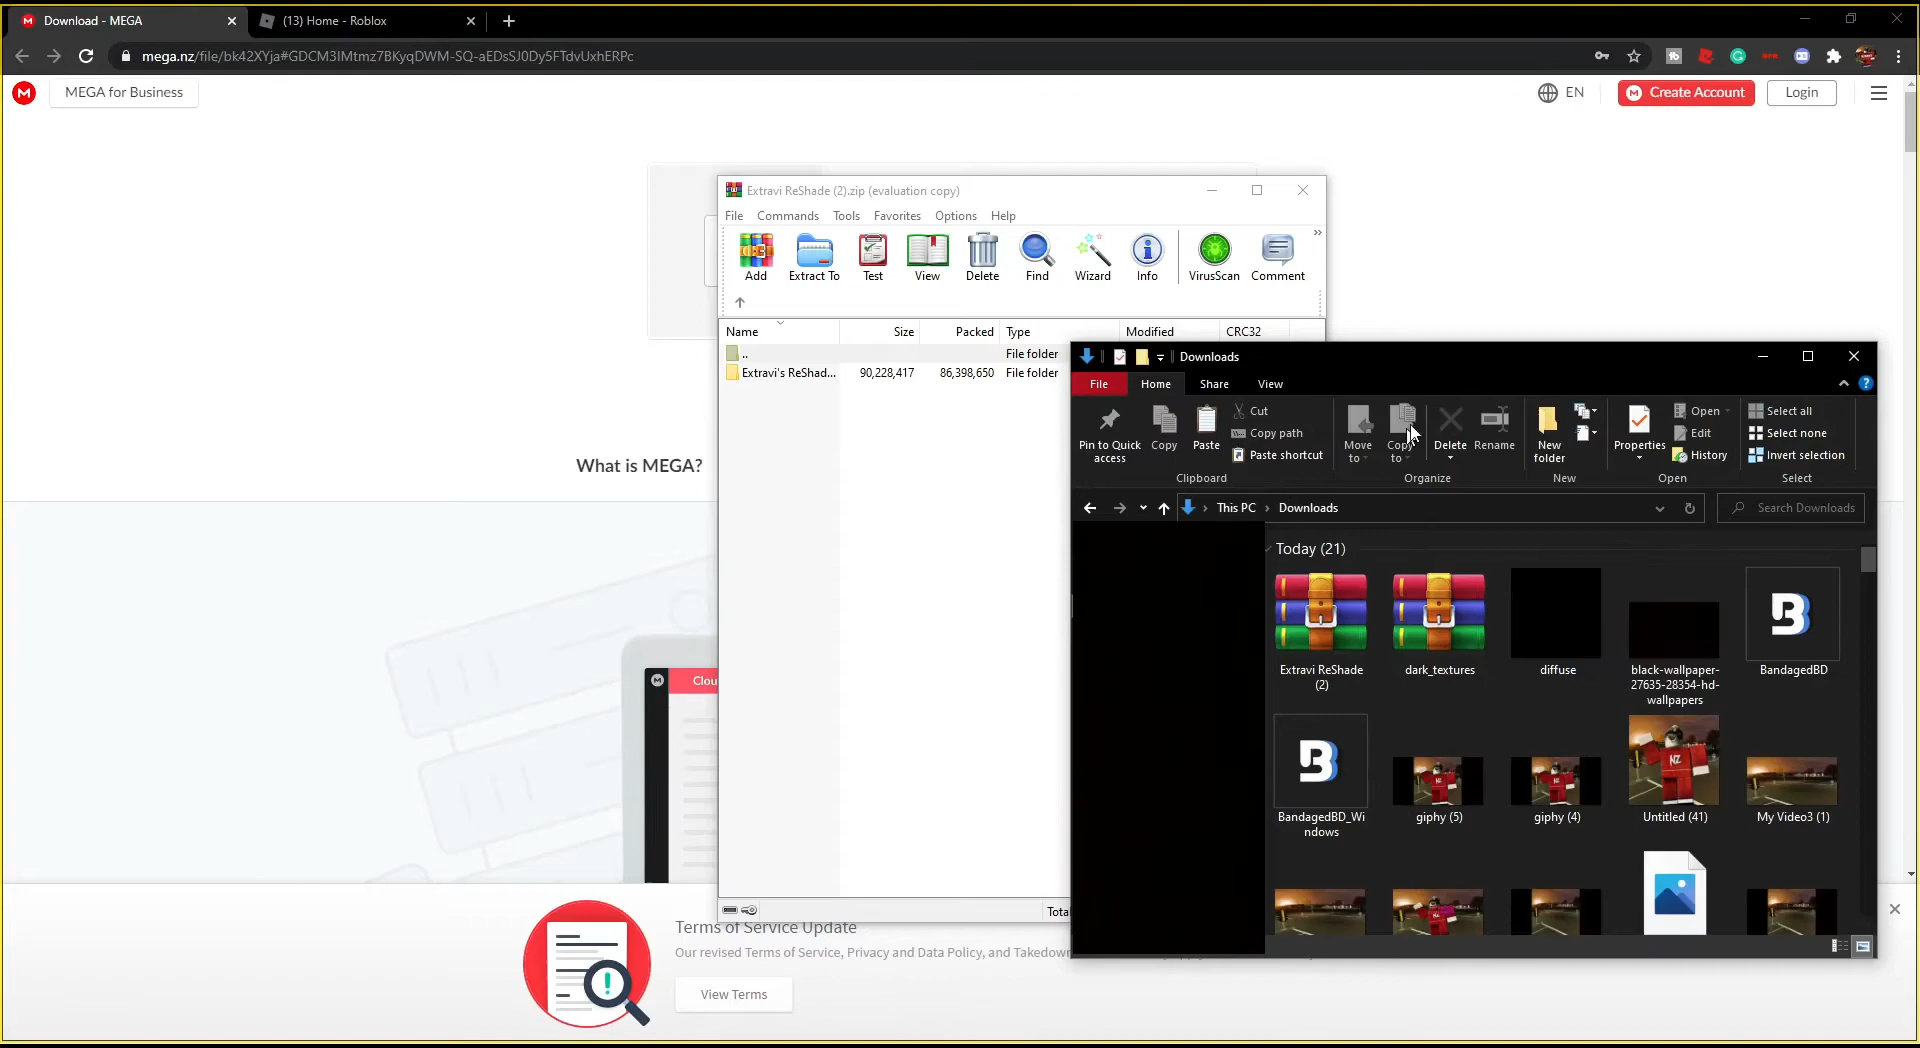 Download - MEGA
(13) Home - Roblox
mega.nz/file/bk42XYja#GDCM3IMtmz7BKyqDWM-SQ-aEDsSJ0Dy5FTdvUxhERPc
MEGA for Business
EN
Create Account
Login
Extravi ReShade (2).zip (evaluation copy)
File Commands Tools Favorites Options Help
Add Extract To Test View Delete Find Wizard Info VirusScan Comment
Name Size Packed Type Modified CRC32
.. File folder
Extravi's ReShad... 90,228,417 86,398,650 File folder
What is MEGA?
Clou
Total
Downloads
File Home Share View
Pin to Quick
access
Copy
Paste
Cut
Copy path
Paste shortcut
Move
to
Copy
to
Delete
Rename
New
folder
Properties
Open
Edit
History
Select all
Select none
Invert selection
Clipboard Organize New Open Select
This PC > Downloads
Search Downloads
Today (21)
Extravi ReShade
(2)
dark_textures
diffuse
black-wallpaper-
27635-28354-hd-
wallpapers
BandagedBD
BandagedBD_Wi
ndows
giphy (5)
giphy (4)
Untitled (41)
My Video3 (1)
Terms of Service Update
Our revised Terms of Service, Privacy and Data Policy, and Takedown
View Terms